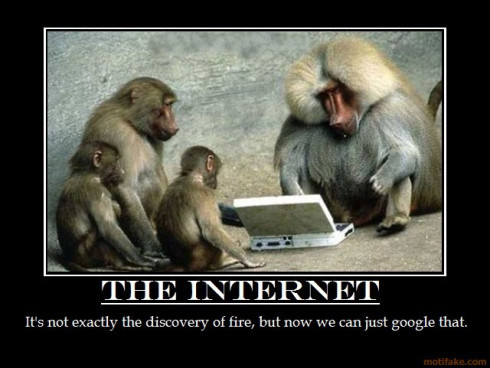 THE INTERNET
It's not exactly the discovery of fire, but now we can just google that.
motifake.com